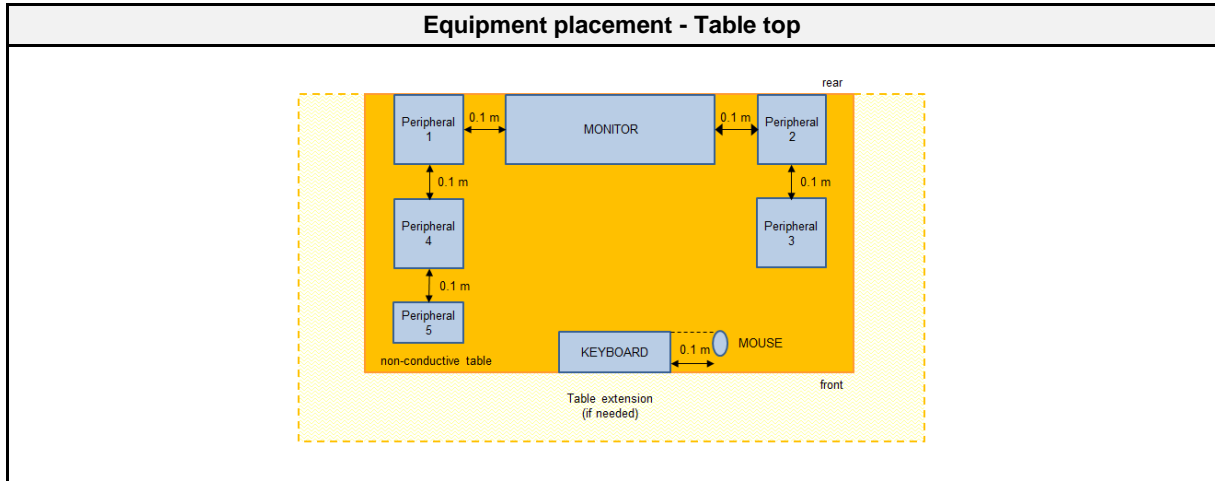 Equipment placement - Table top
rear
Peripheral
1
0.1 m
MONITOR
0.1 m
Peripheral
2
0.1 m
0.1 m
Peripheral
4
Peripheral
3
0.1 m
Peripheral
5
KEYBOARD
0.1 m
MOUSE
non-conductive table
front
Table extension
(if needed)